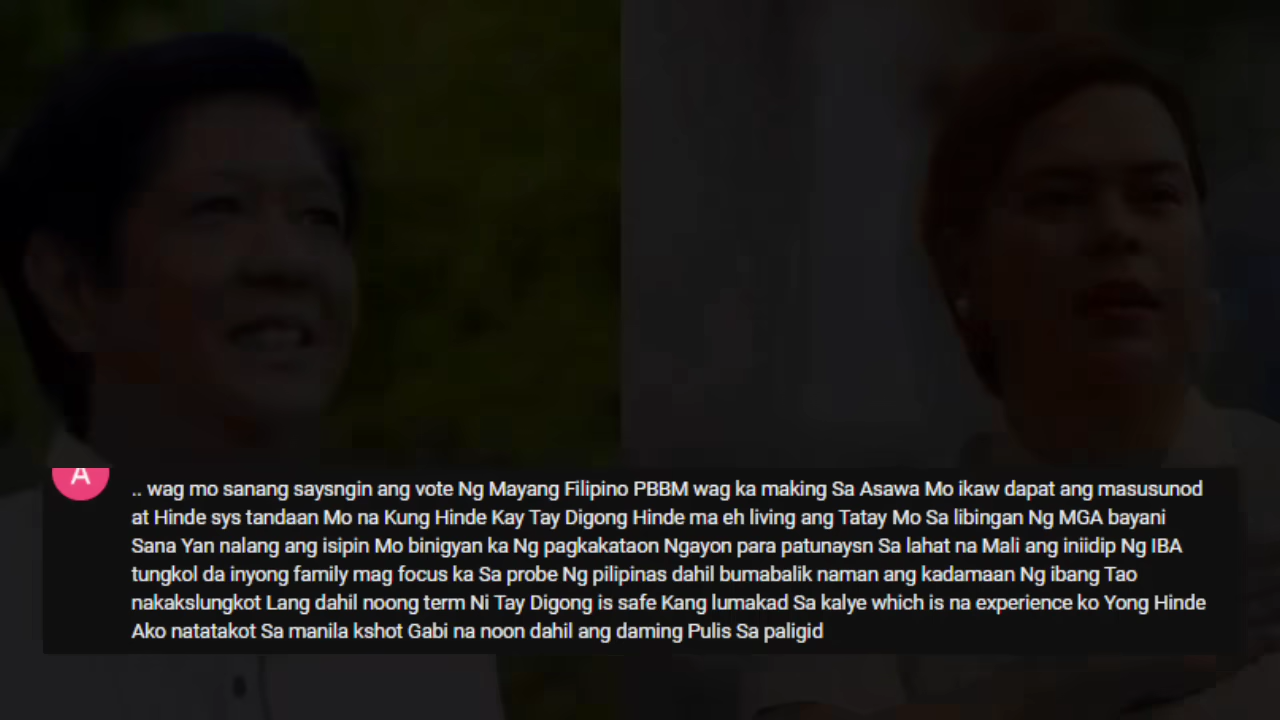 A
.. wag mo sanang saysngin ang vote Ng Mayang Filipino PBBM wag ka making Sa Asawa Mo ikaw dapat ang masusunod
at Hinde sys tandaan Mo na Kung Hinde Kay Tay Digong Hinde ma eh living ang Tatay Mo Sa libingan Ng MGA bayani
Sana Yan nalang ang isipin Mo binigyan ka Ng pagkakataon Ngayon para patunaysn Sa lahat na Mali ang iniidip Ng IBA
tungkol da inyong family mag focus ka Sa probe Ng pilipinas dahil bumabalik naman ang kadamaan Ng ibang Tao
nakakslungkot Lang dahil noong term Ni Tay Digong is safe Kang lumakad Sa kalye which is na experience ko Yong Hinde
Ako natatakot Sa manila kshot Gabi na noon dahil ang daming Pulis Sa paligid